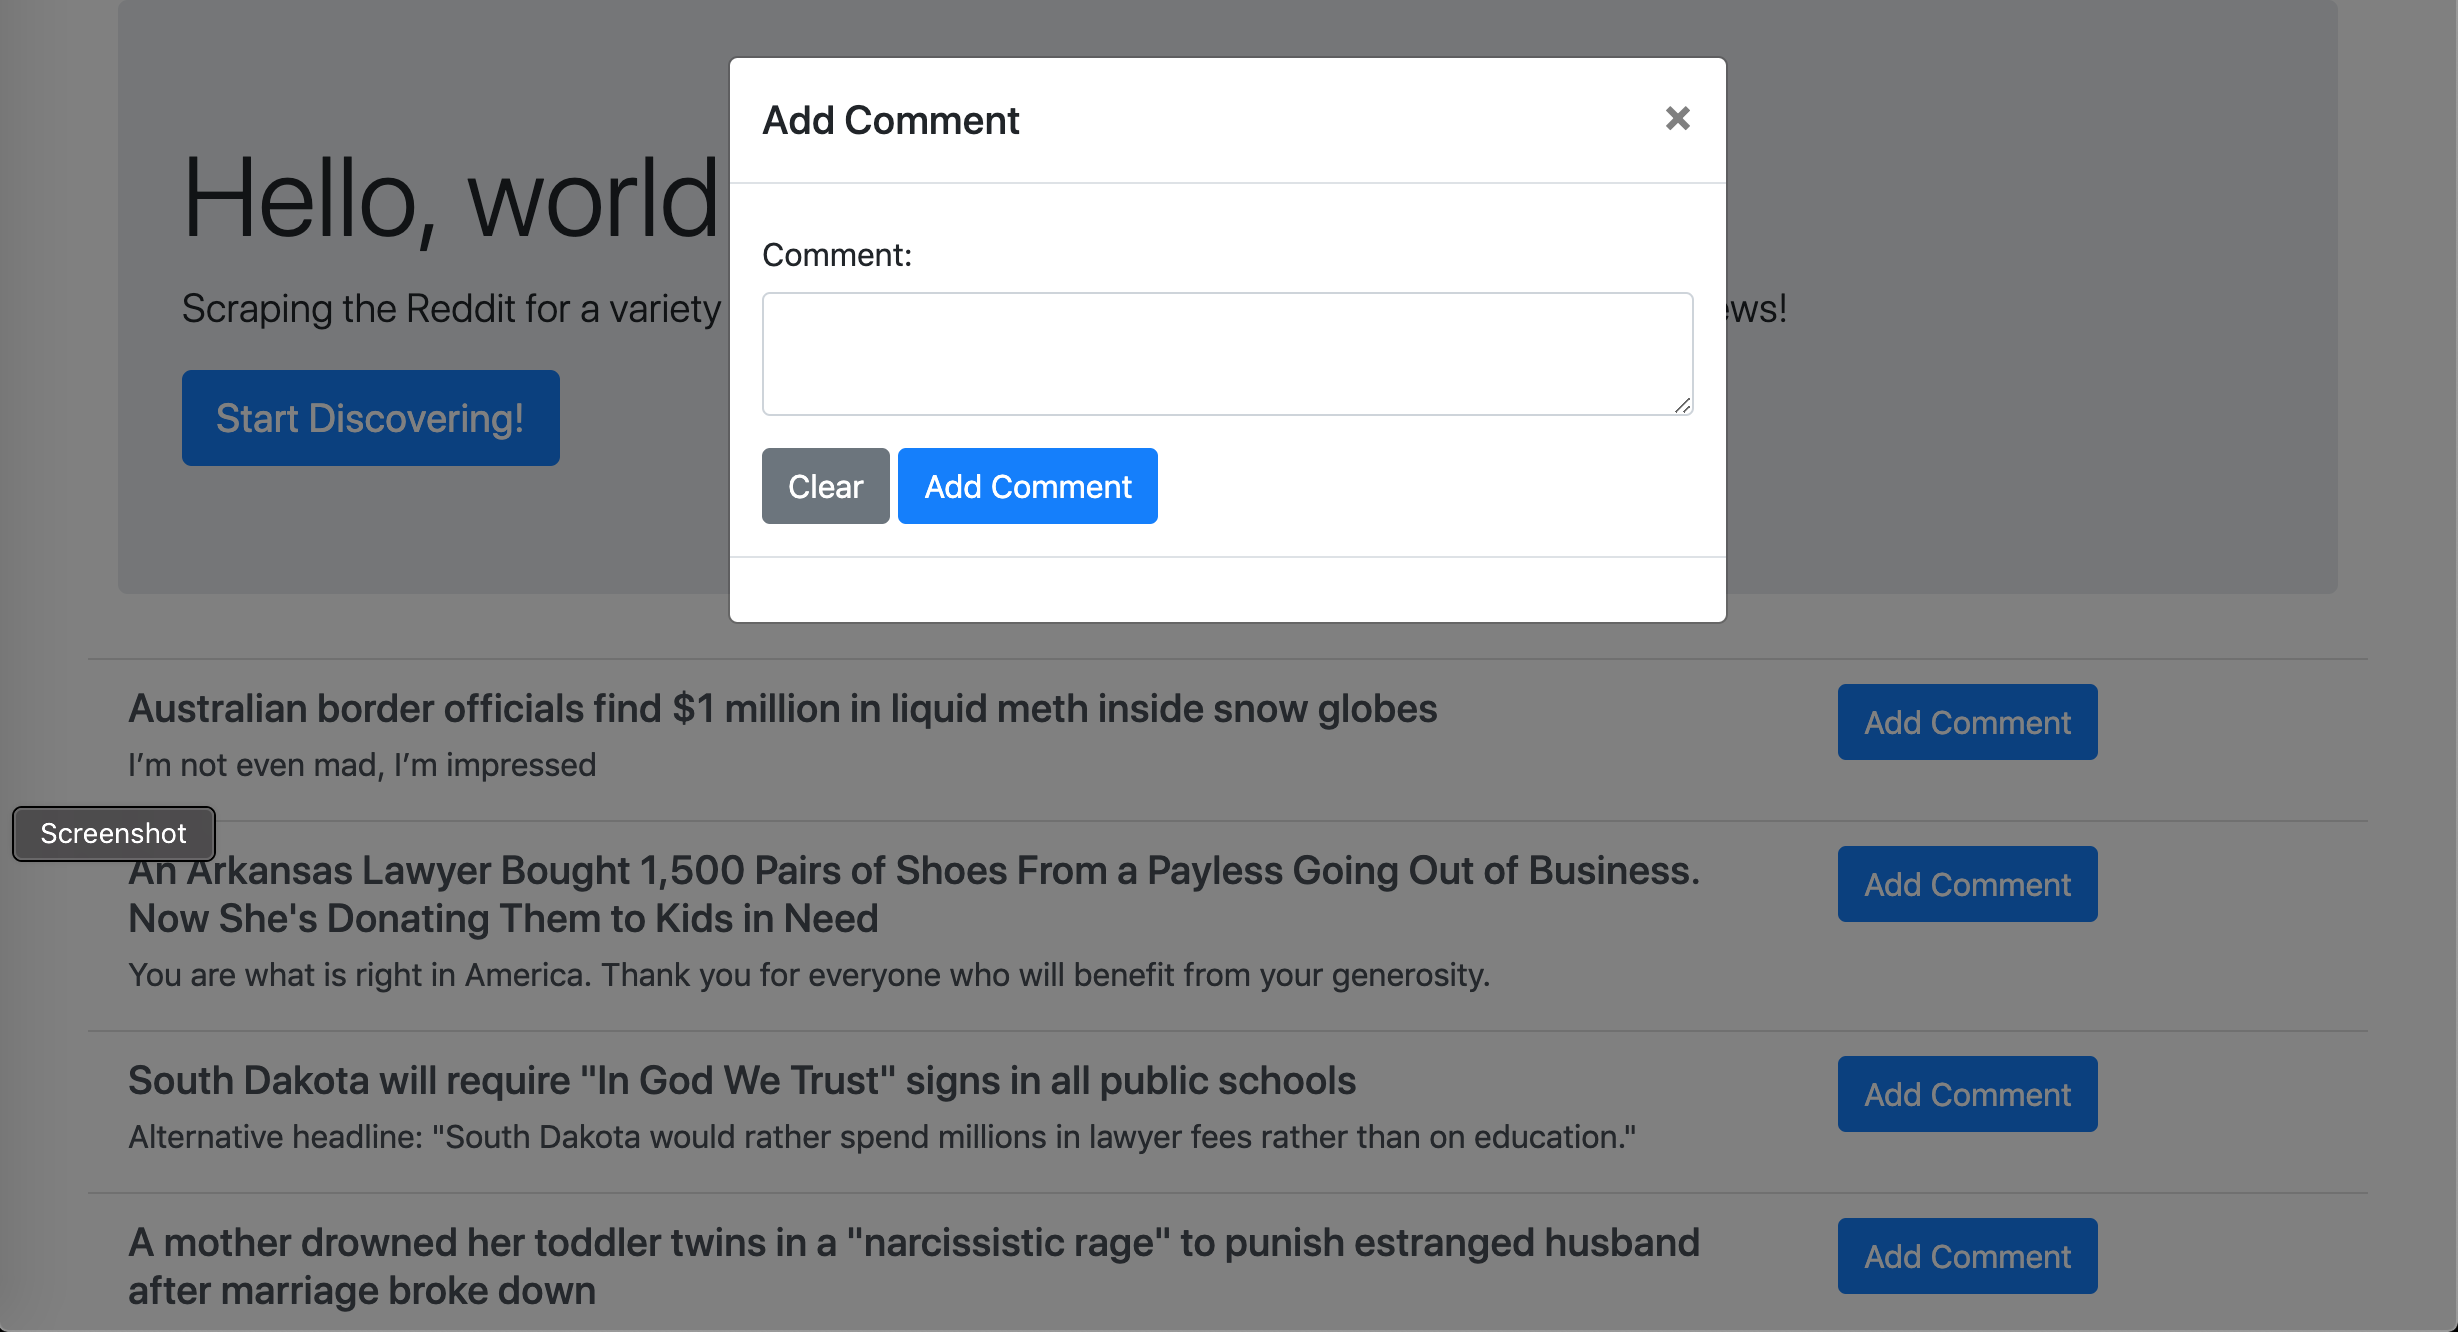 Add Comment
×
Hello, world
Comment:
Scraping the Reddit for a variety
ews!
Start Discovering!
Clear
Add Comment
Australian border officials find $1 million in liquid meth inside snow globes
Add Comment
I’m not even mad, I’m impressed
Screenshot
An Arkansas Lawyer Bought 1,500 Pairs of Shoes From a Payless Going Out of Business.
Now She's Donating Them to Kids in Need
Add Comment
You are what is right in America. Thank you for everyone who will benefit from your generosity.
South Dakota will require "In God We Trust" signs in all public schools
Add Comment
Alternative headline: "South Dakota would rather spend millions in lawyer fees rather than on education."
A mother drowned her toddler twins in a "narcissistic rage" to punish estranged husband
after marriage broke down
Add Comment